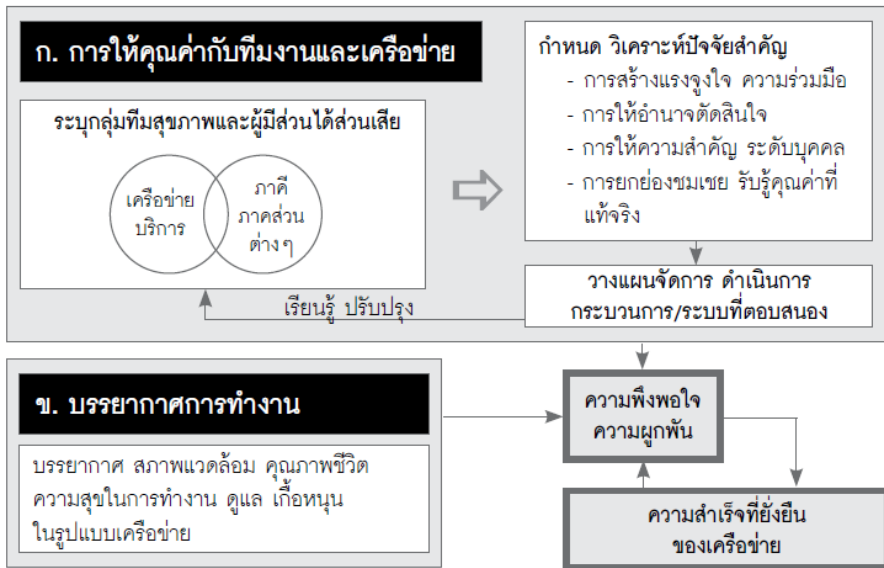 ก. การให้คุณค่ากับทีมงานและเครือข่าย
ระบุกลุ่มทีมสุขภาพและผู้มีส่วนได้ส่วนเสีย
เครือข่าย
บริการ
ภาคี
ภาคส่วน
ต่างๆ
กำหนด วิเคราะห์ปัจจัยสำคัญ
- การสร้างแรงจูงใจ ความร่วมมือ
- การให้อำนาจตัดสินใจ
- การให้ความสำคัญ ระดับบุคคล
- การยกย่องชมเชย รับรู้คุณค่าที่
แท้จริง
วางแผนจัดการ ดำเนินการ
กระบวนการ/ระบบที่ตอบสนอง
เรียนรู้ ปรับปรุง
ข. บรรยากาศการทำงาน
บรรยากาศ สภาพแวดล้อม คุณภาพชีวิต
ความสุขในการทำงาน ดูแล เกื้อหนุน
ในรูปแบบเครือข่าย
ความพึงพอใจ
ความผูกพัน
ความสำเร็จที่ยั่งยืน
ของเครือข่าย